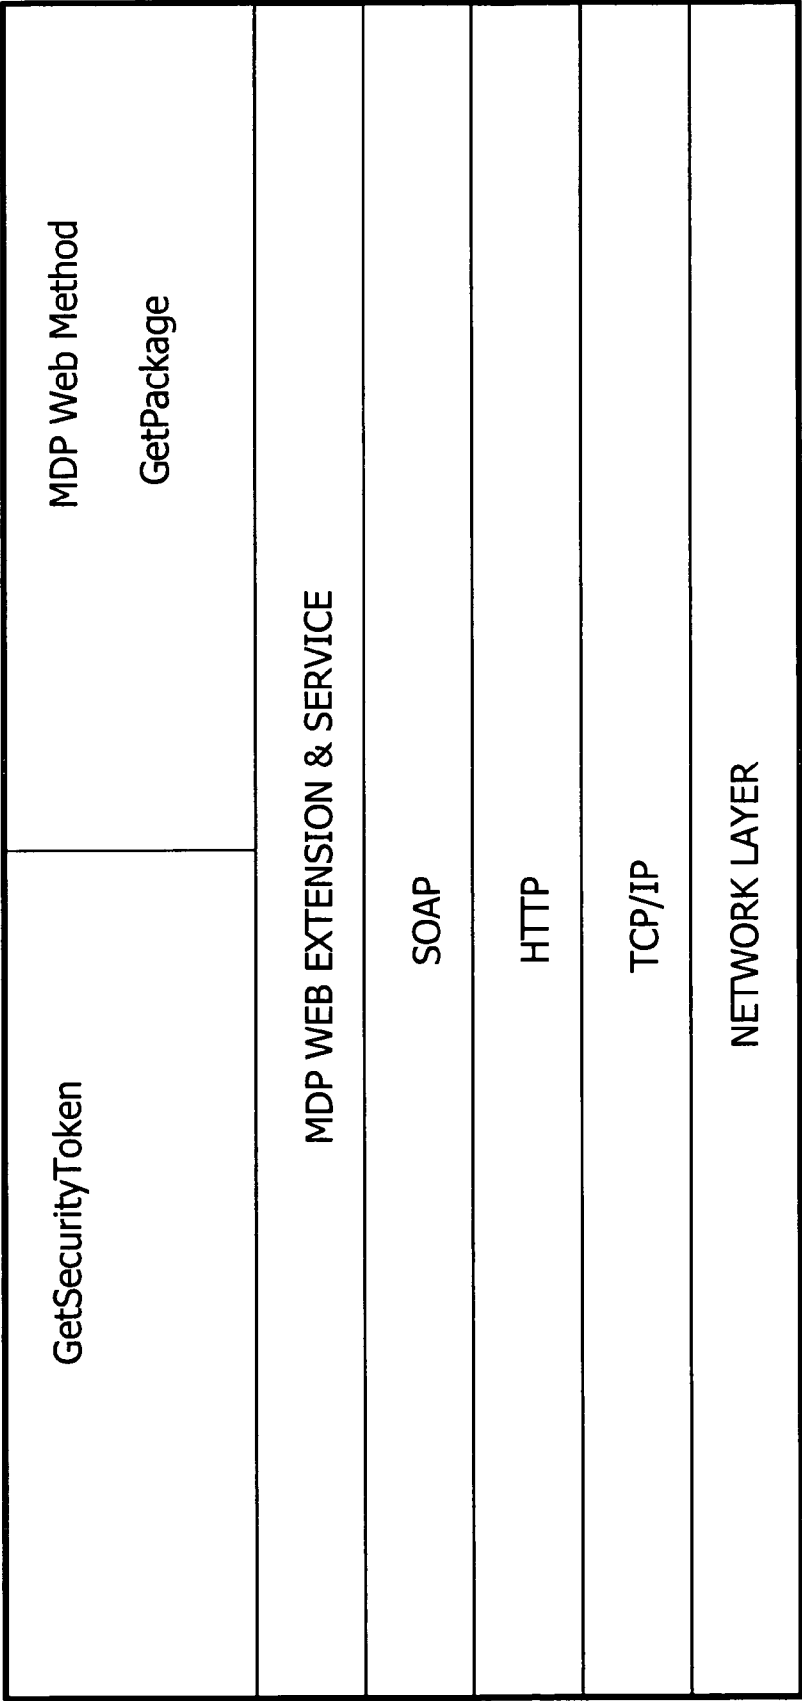 GetSecurityToken
MDP Web Method
GetPackage
MDP WEB EXTENSION & SERVICE
SOAP
HTTP
TCP/IP
NETWORK LAYER